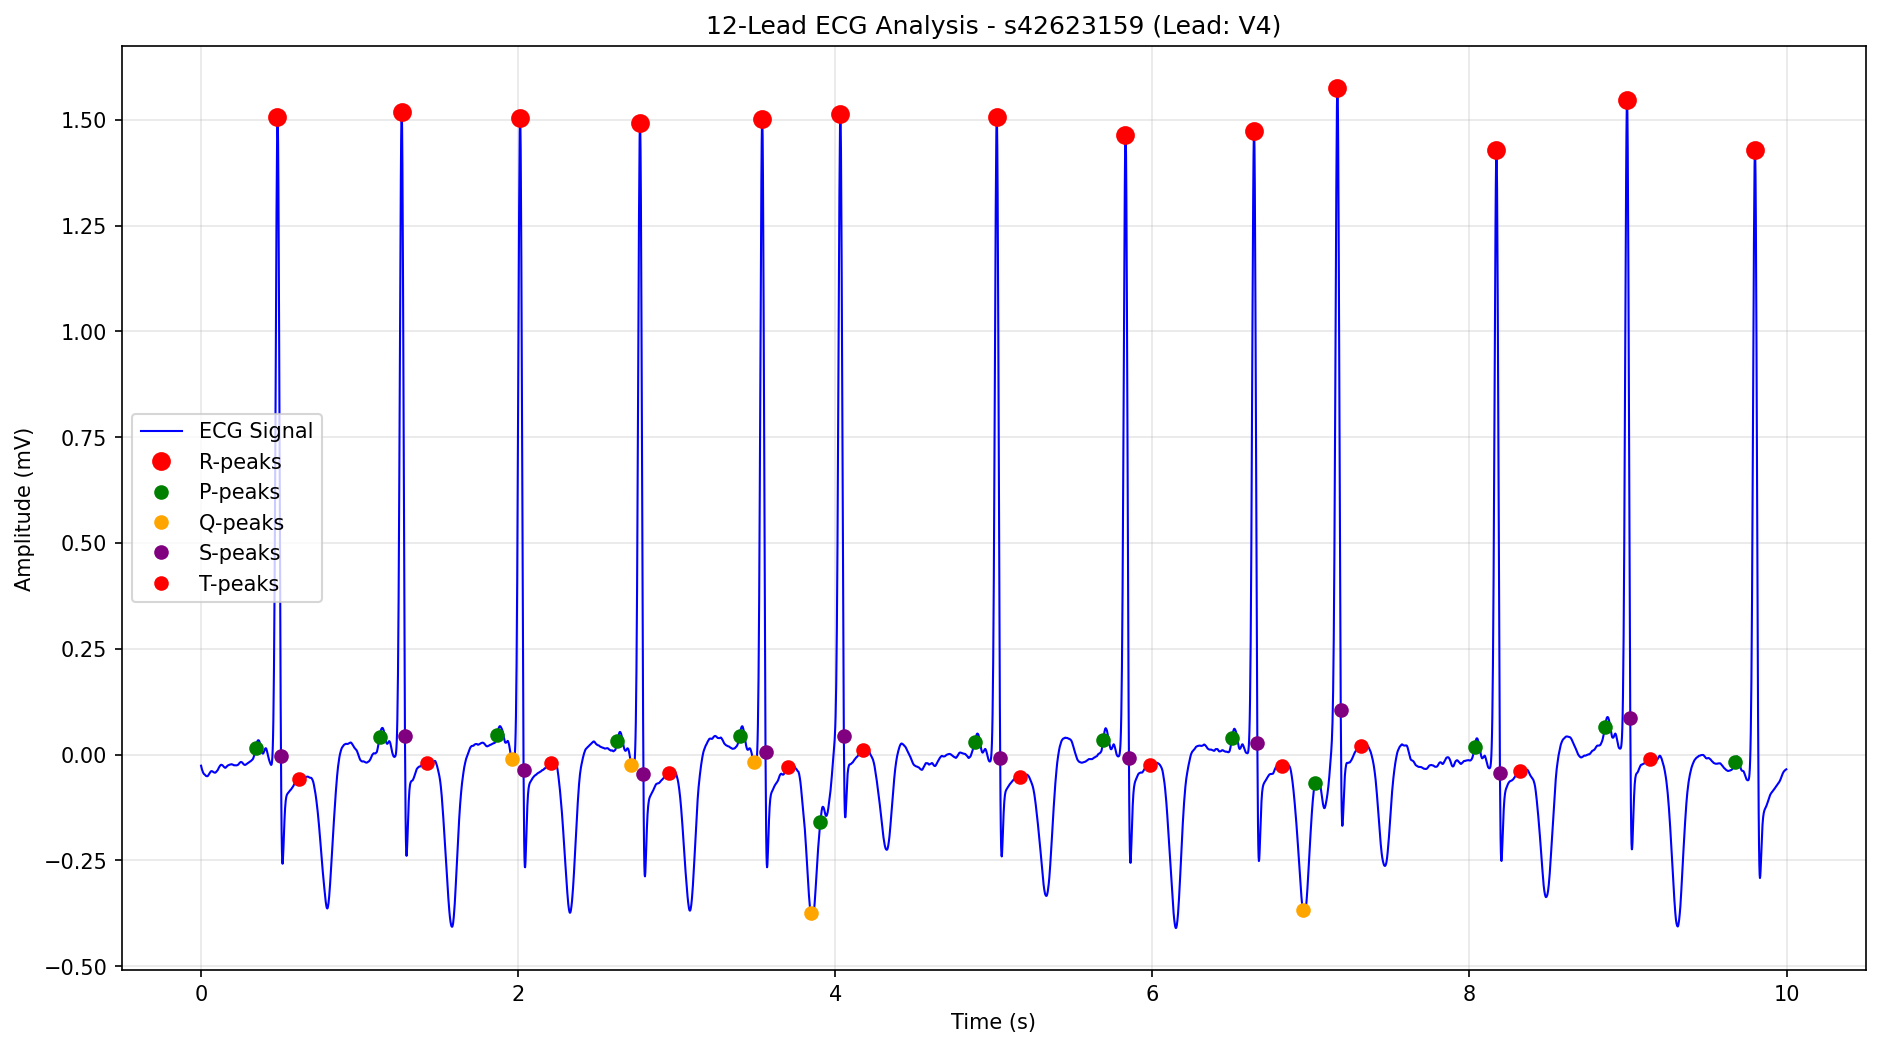 12-Lead ECG Analysis - s42623159 (Lead: V4)
Amplitude (mV)
1.50
1.25
1.00
0.75
0.50
0.25
0.00
−0.25
−0.50
ECG Signal
R-peaks
P-peaks
Q-peaks
S-peaks
T-peaks
0 2 4 6 8 10
Time (s)